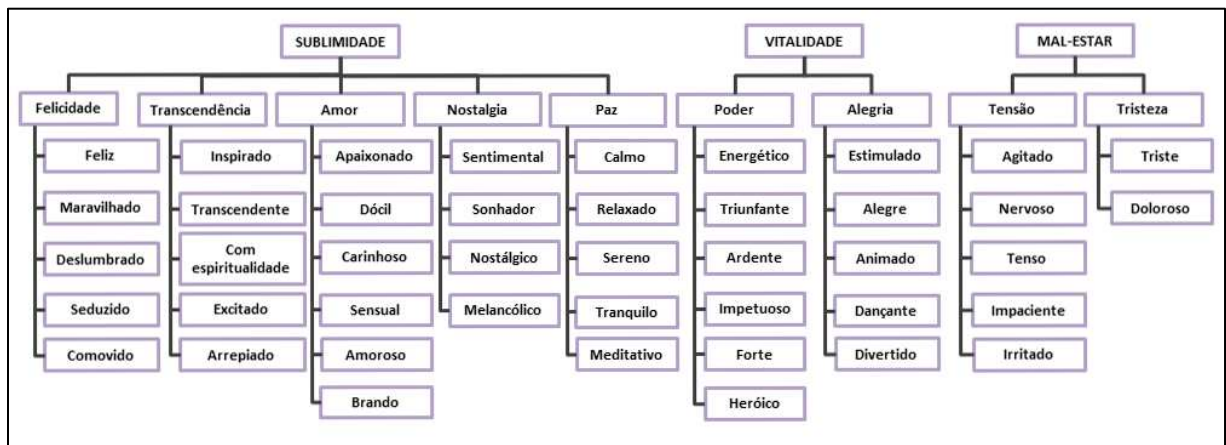 SUBLIMIDADE
VITALIDADE
MAL-ESTAR
Felicidade
Transcendência
Amor
Nostalgia
Paz
Poder
Alegria
Tensão
Tristeza
Feliz
Maravilhado
Deslumbrado
Seduzido
Comovido
Inspirado
Transcendente
Com
espiritualidade
Excitado
Arrepiado
Apaixonado
Dócil
Carinhoso
Sensual
Amoroso
Brando
Sentimental
Sonhador
Nostálgico
Melancólico
Calmo
Relaxado
Sereno
Tranquilo
Meditativo
Energético
Triunfante
Ardente
Impetuoso
Forte
Heróico
Estimulado
Alegre
Animado
Dançante
Divertido
Agitado
Nervoso
Tenso
Impaciente
Irritado
Triste
Doloroso